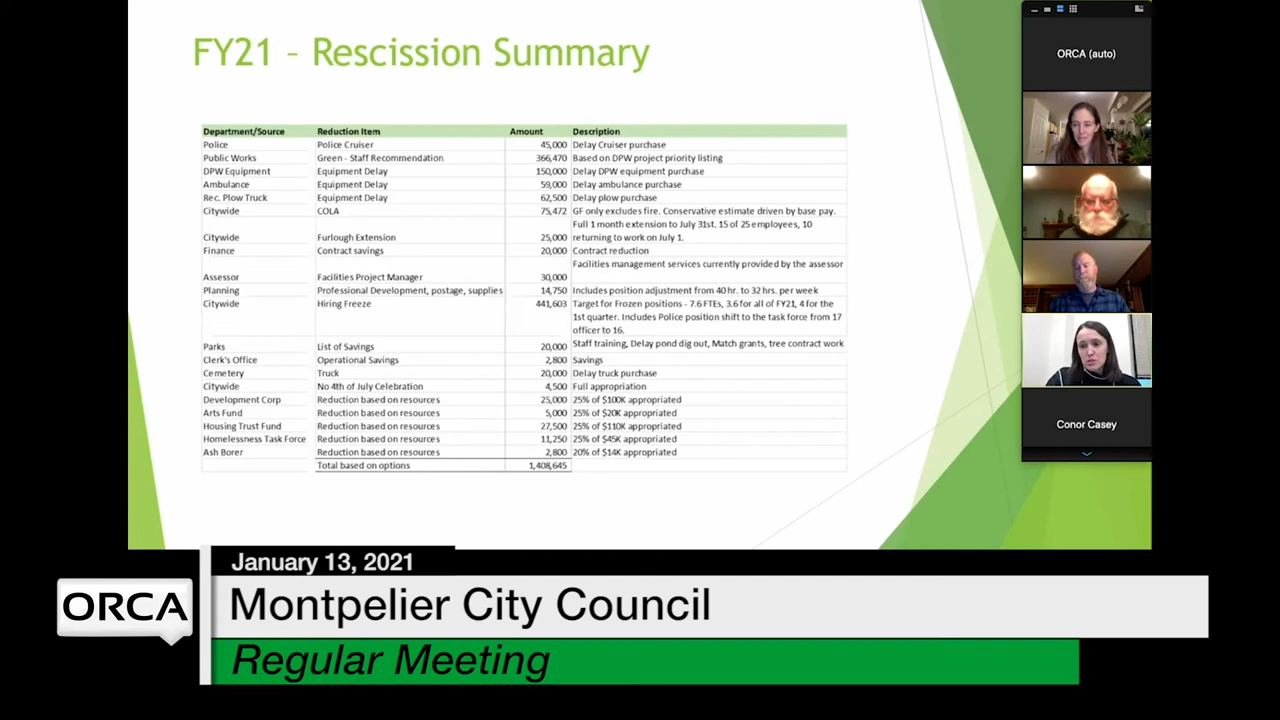 FY21 – Rescission Summary
Department/Source Reduction Item Amount Description
Police Police Cruiser 45,000 Delay Cruiser purchase
Public Works Green - Staff Recommendation 366,470 Based on DPW project priority listing
DPW Equipment Equipment Delay 150,000 Delay DPW equipment purchase
Ambulance Equipment Delay 59,000 Delay ambulance purchase
Rec. Plow Truck Equipment Delay 62,500 Delay plow purchase
Citywide COLA 75,472 GF only excludes fire. Conservative estimate driven by base pay.
Full 1 month extension to July 31st. 15 of 25 employees, 10
Citywide Furlough Extension 25,000 returning to work on July 1.
Finance Contract savings 20,000 Contract reduction
Facilities management services currently provided by the assessor
Assessor Facilities Project Manager 30,000
Planning Professional Development, postage, supplies 14,750 Includes position adjustment from 40 hr. to 32 hrs. per week
Citywide Hiring Freeze 441,603 Target for Frozen positions - 7.6 FTEs, 3.6 for all of FY21, 4 for the
1st quarter. Includes Police position shift to the task force from 17
officer to 16.
Parks List of Savings 20,000 Staff training, Delay pond dig out, Match grants, tree contract work
Clerk's Office Operational Savings 2,800 Savings
Cemetery Truck 20,000 Delay truck purchase
Citywide No 4th of July Celebration 4,500 Full appropriation
Development Corp Reduction based on resources 25,000 25% of $100K appropriated
Arts Fund Reduction based on resources 5,000 25% of $20K appropriated
Housing Trust Fund Reduction based on resources 27,500 25% of $110K appropriated
Homelessness Task Force Reduction based on resources 11,250 25% of $45K appropriated
Ash Borer Reduction based on resources 2,800 20% of $14K appropriated
Total based on options 1,408,645
ORCA (auto)
Conor Casey
January 13, 2021
ORCA
Montpelier City Council
Regular Meeting